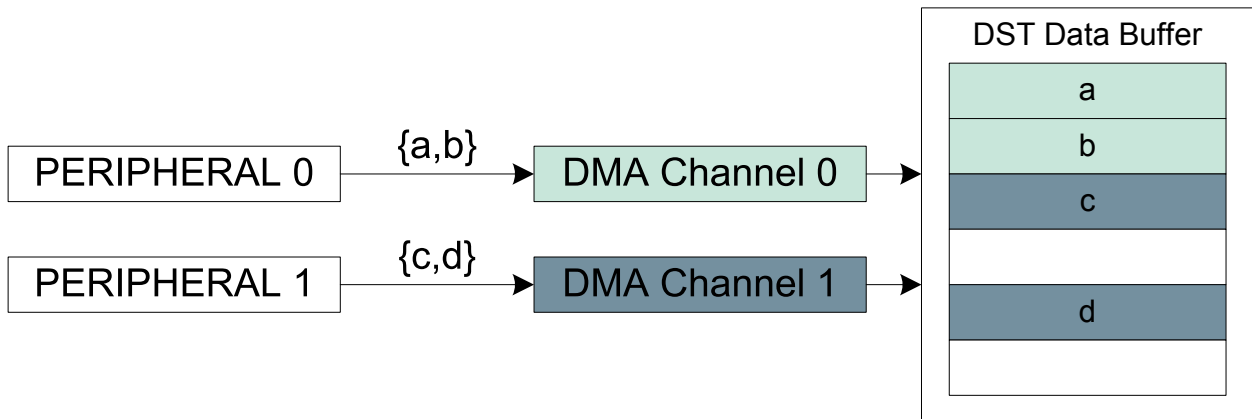 DST Data Buffer
a
b
c
d
PERIPHERAL 0
{a,b}
DMA Channel 0
PERIPHERAL 1
{c,d}
DMA Channel 1